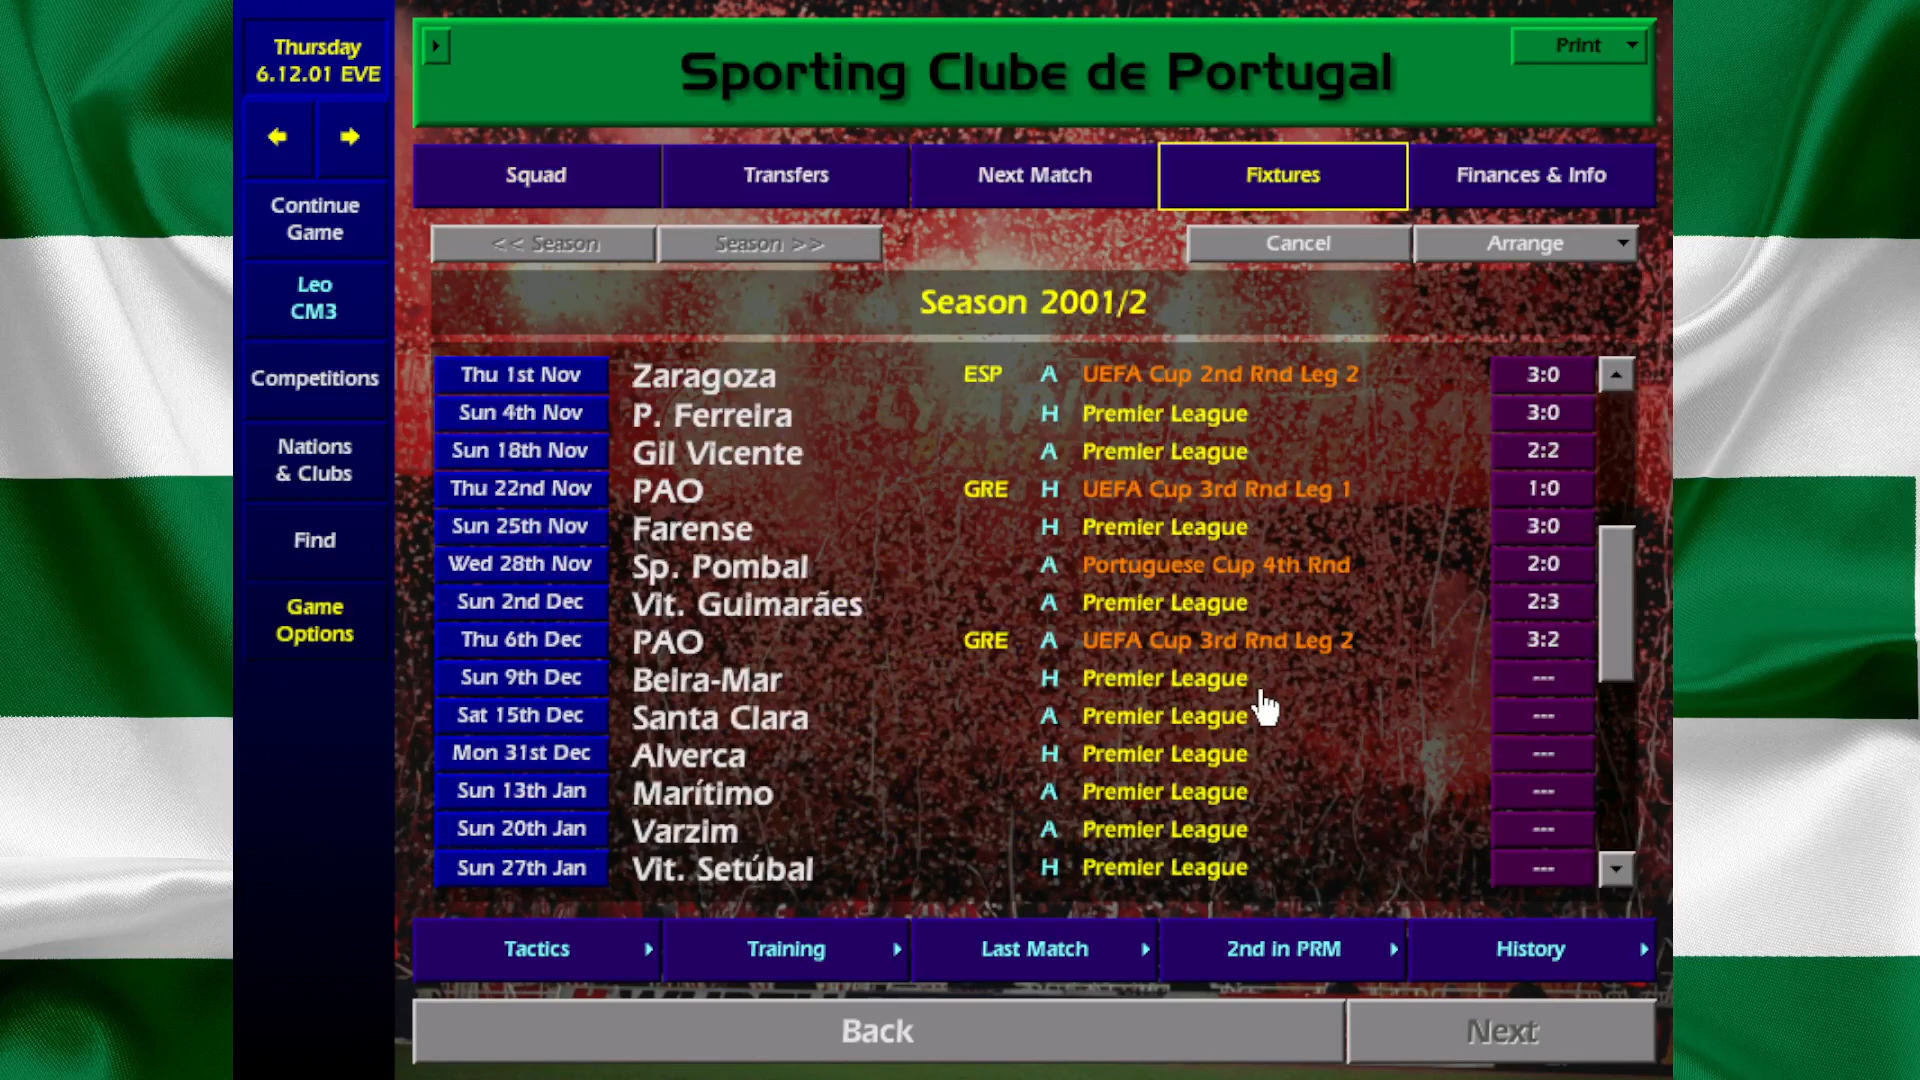 Thursday
6.12.01 EVE
Continue
Game
Leo
CM3
Competitions
Nations
& Clubs
Find
Game
Options
Sporting Clube de Portugal
Print
Squad Transfers Next Match Fixtures Finances & Info
<< Season Season >> Cancel Arrange
Season 2001/2
Thu 1st Nov Zaragoza ESP A UEFA Cup 2nd Rnd Leg 2 3:0
Sun 4th Nov P. Ferreira H Premier League 3:0
Sun 18th Nov Gil Vicente A Premier League 2:2
Thu 22nd Nov PAO GRE H UEFA Cup 3rd Rnd Leg 1 1:0
Sun 25th Nov Farense H Premier League 3:0
Wed 28th Nov Sp. Pombal A Portuguese Cup 4th Rnd 2:0
Sun 2nd Dec Vit. Guimarães A Premier League 2:3
Thu 6th Dec PAO GRE A UEFA Cup 3rd Rnd Leg 2 3:2
Sun 9th Dec Beira-Mar H Premier League ---
Sat 15th Dec Santa Clara A Premier League ---
Mon 31st Dec Alverca H Premier League ---
Sun 13th Jan Marítimo A Premier League ---
Sun 20th Jan Varzim A Premier League ---
Sun 27th Jan Vit. Setúbal H Premier League ---
Tactics Training Last Match 2nd in PRM History
Back Next